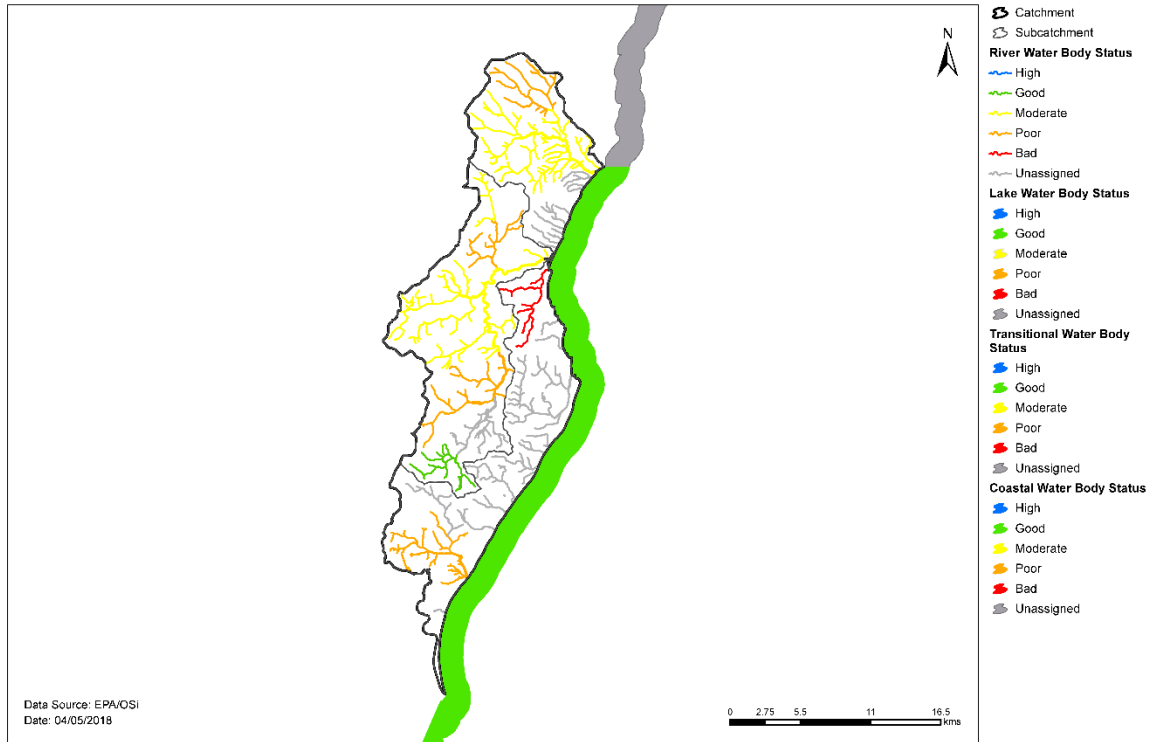 N
Data Source: EPA/OSi
Date: 04/05/2018
0 2.75 5.5 11 16.5
kms
Catchment
Subcatchment
River Water Body Status
High
Good
Moderate
Poor
Bad
Unassigned
Lake Water Body Status
High
Good
Moderate
Poor
Bad
Unassigned
Transitional Water Body
Status
High
Good
Moderate
Poor
Bad
Unassigned
Coastal Water Body Status
High
Good
Moderate
Poor
Bad
Unassigned